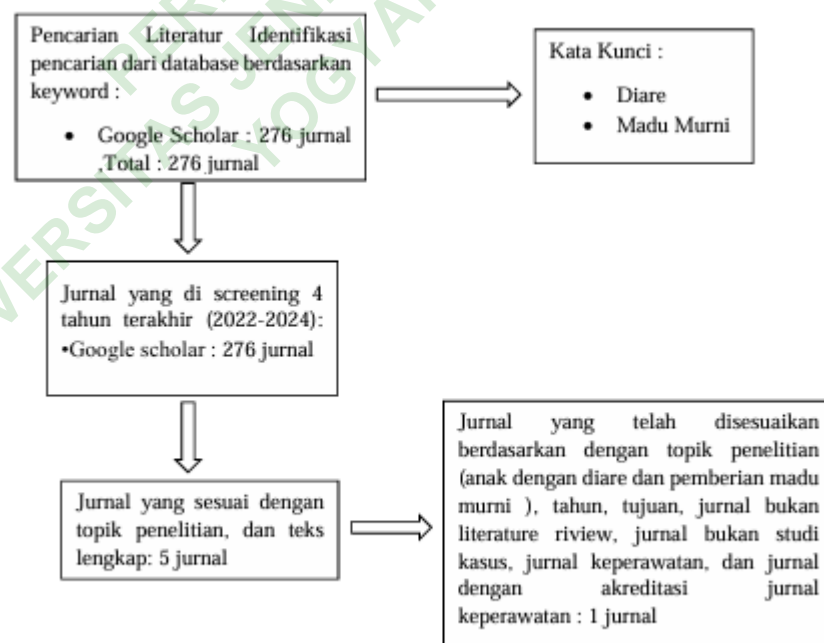 Pencarian Literatur Identifikasi
pencarian dari database berdasarkan
keyword :
• Google Scholar : 276 jurnal
,Total : 276 jurnal
Kata Kunci :
• Diare
• Madu Murni
Jurnal yang di screening 4
tahun terakhir (2022-2024):
•Google scholar : 276 jurnal
Jurnal yang sesuai dengan
topik penelitian, dan teks
lengkap: 5 jurnal
Jurnal yang telah disesuaikan
berdasarkan dengan topik penelitian
(anak dengan diare dan pemberian madu
murni ), tahun, tujuan, jurnal bukan
literature riview, jurnal bukan studi
kasus, jurnal keperawatan, dan jurnal
dengan akreditasi jurnal
keperawatan : 1 jurnal